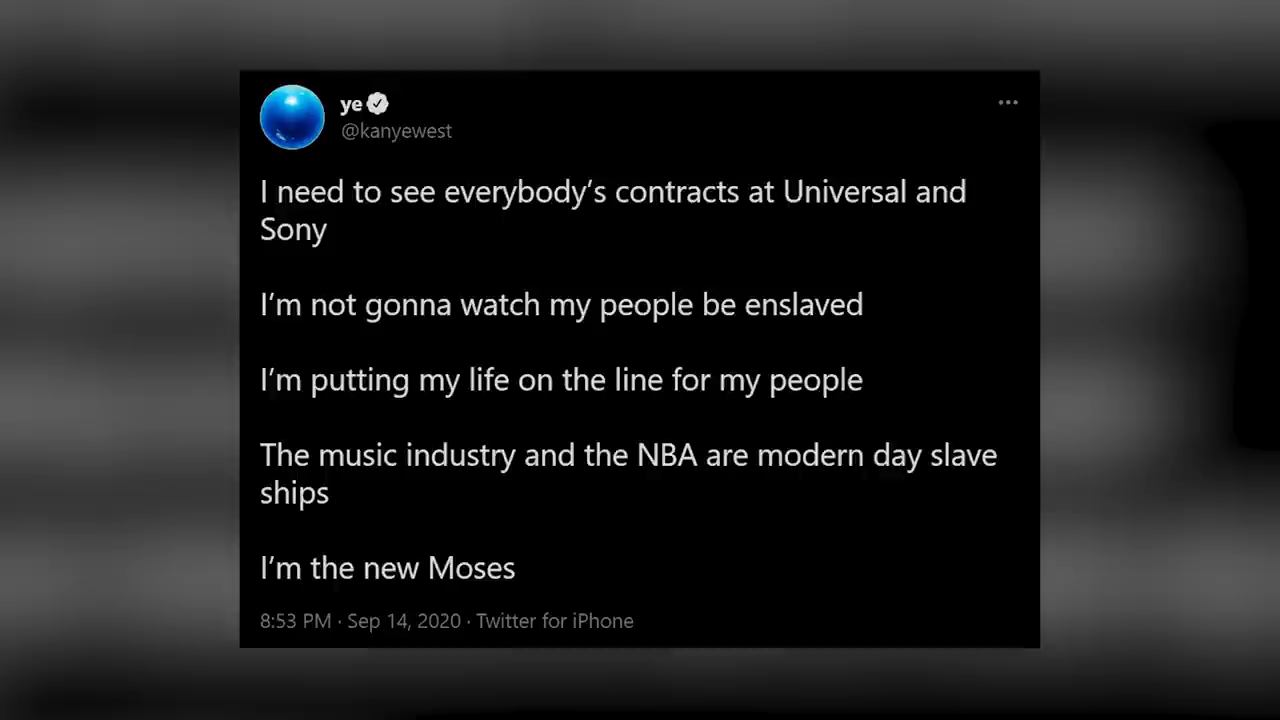 ye
@kanyewest
I need to see everybody's contracts at Universal and
Sony
I'm not gonna watch my people be enslaved
I'm putting my life on the line for my people
The music industry and the NBA are modern day slave
ships
I'm the new Moses
8:53 PM · Sep 14, 2020 · Twitter for iPhone